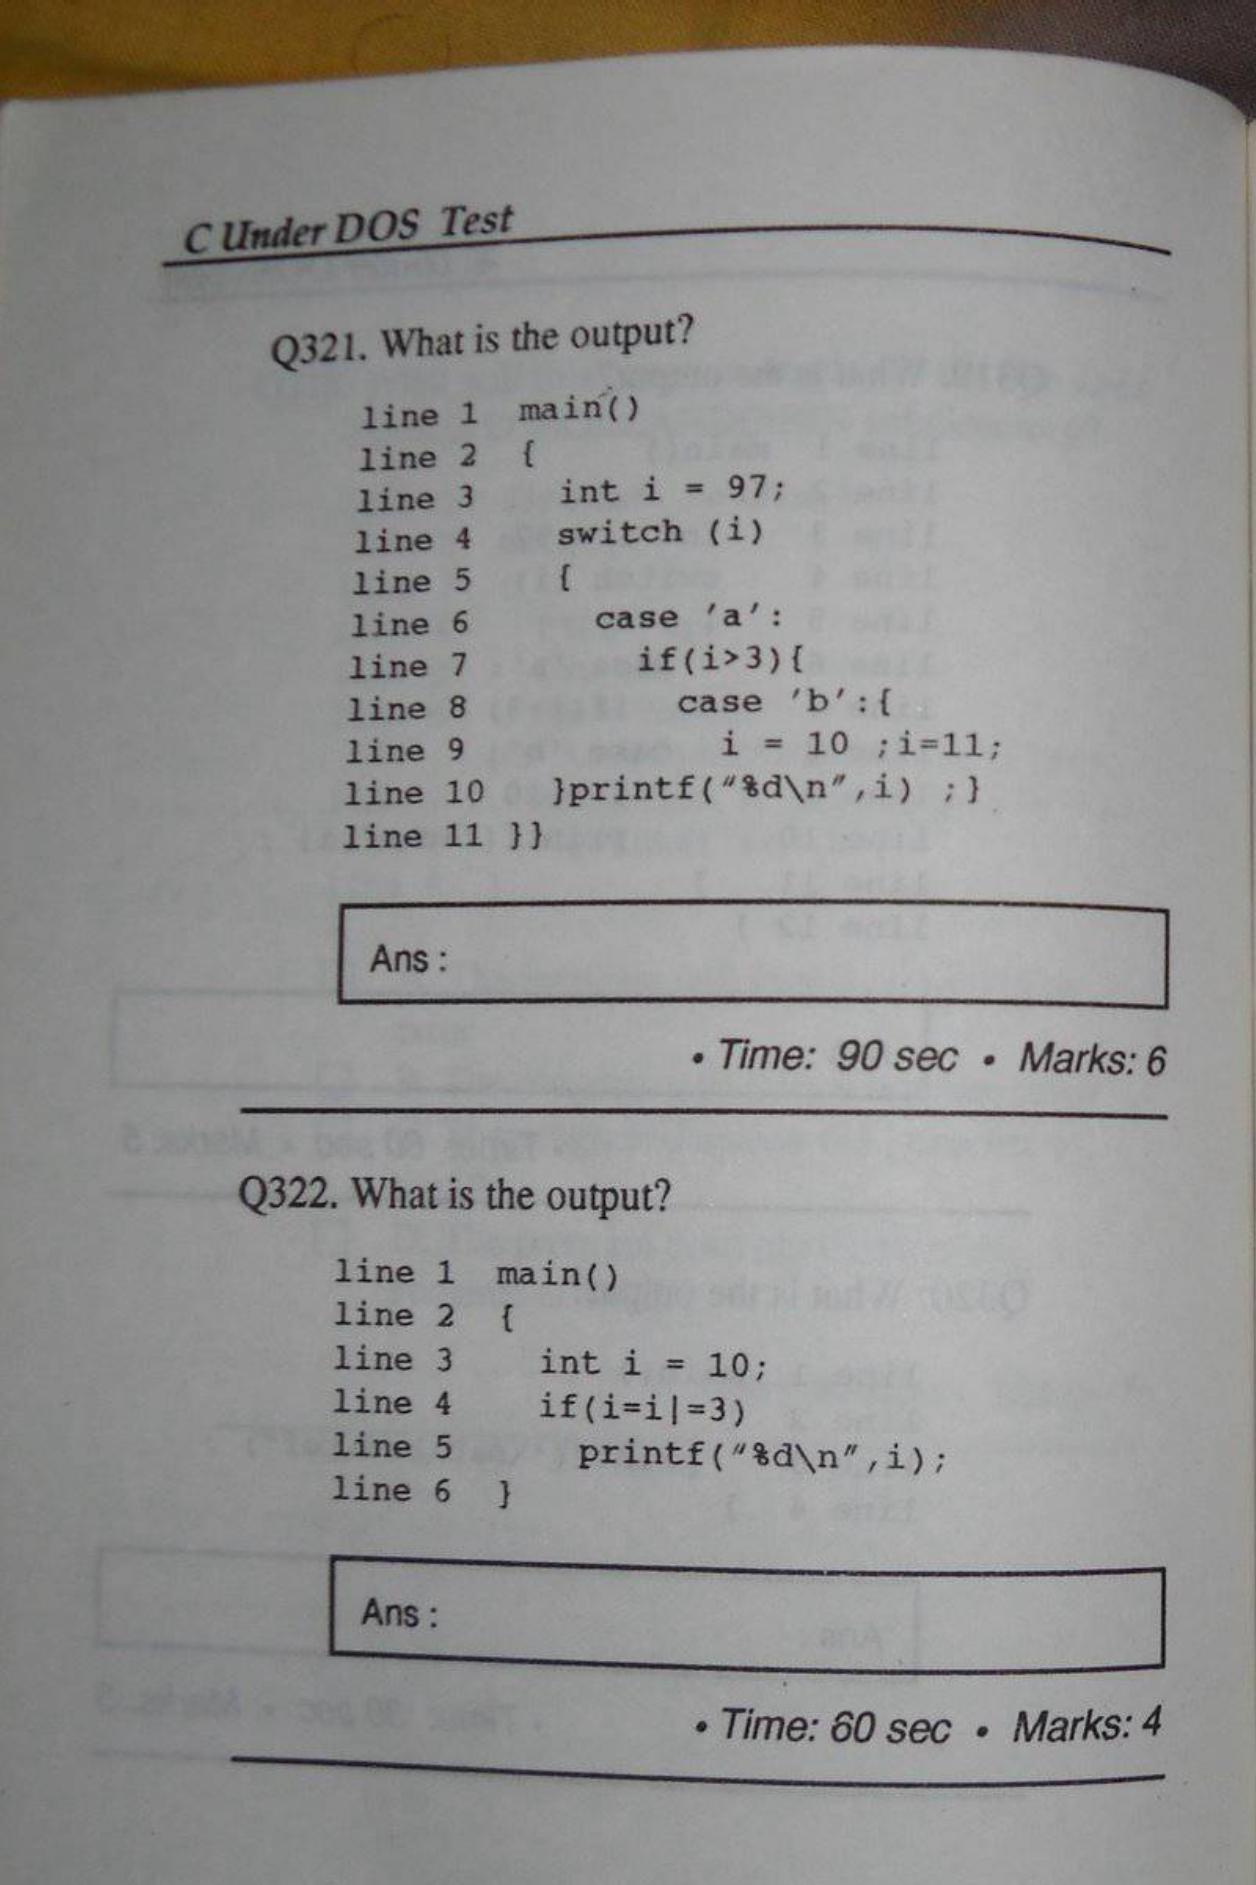 C Under DOS Test
Q321. What is the output?
line 1 main()
line 2 {
line 3 int i = 97;
line 4 switch (i)
line 5 {
line 6 case 'a':
line 7 if(i>3){
line 8 case 'b':{
line 9 i = 10 ;i=11;
line 10 }printf("%d\n",i) ;}
line 11 }}
Ans :
• Time: 90 sec • Marks: 6
Q322. What is the output?
line 1 main()
line 2 {
line 3 int i = 10;
line 4 if(i=i|=3)
line 5 printf("%d\n",i);
line 6 }
Ans :
• Time: 60 sec • Marks: 4